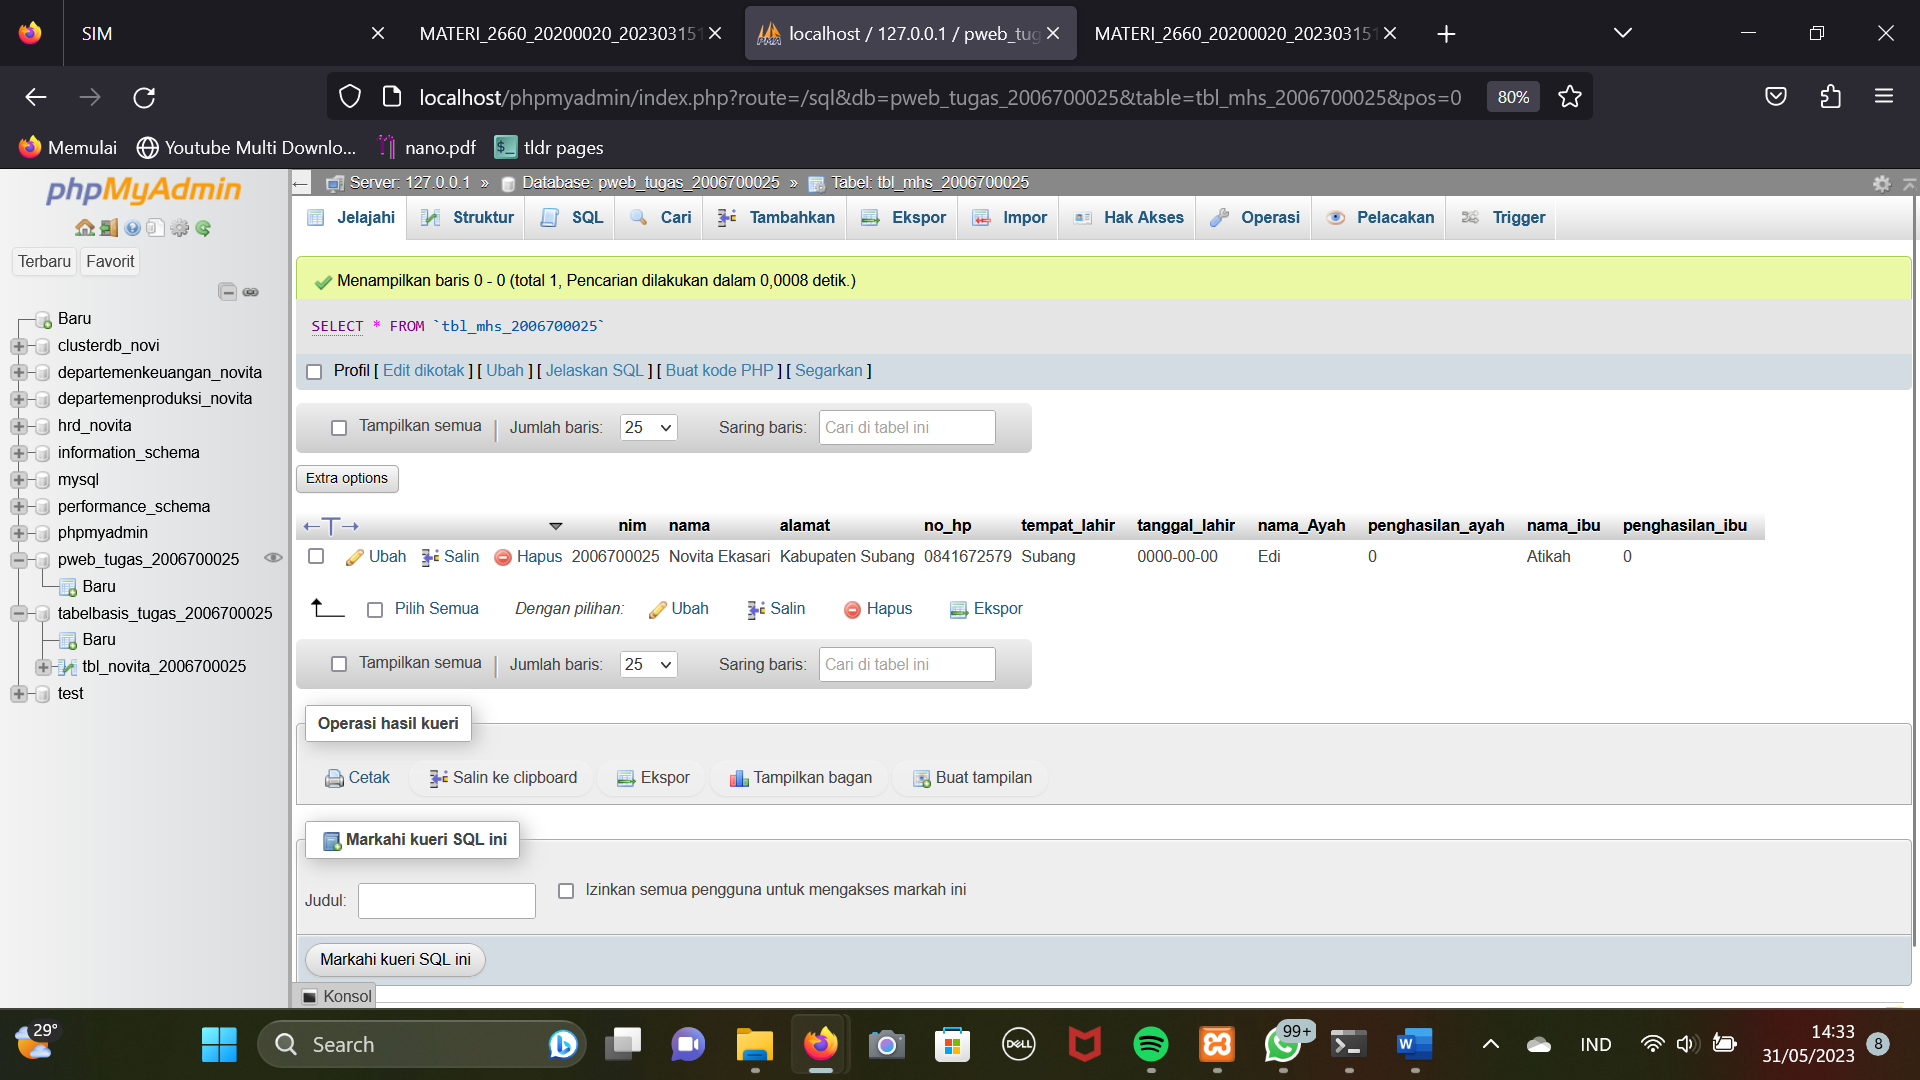 SIM
MATERI_2660_20200020_20230315
localhost / 127.0.0.1 / pweb_tug
MATERI_2660_20200020_20230315
localhost/phpmyadmin/index.php?route=/sql&db=pweb_tugas_2006700025&table=tbl_mhs_2006700025&pos=0
80%
Memulai
Youtube Multi Downlo...
nano.pdf
tldr pages
phpMyAdmin
Terbaru
Favorit
Baru
clusterdb_novi
departemenkeuangan_novita
departemenproduksi_novita
hrd_novita
information_schema
mysql
performance_schema
phpmyadmin
pweb_tugas_2006700025
Baru
tabelbasis_tugas_2006700025
Baru
tbl_novita_2006700025
test
Server: 127.0.0.1 » Database: pweb_tugas_2006700025 » Tabel: tbl_mhs_2006700025
Jelajahi Struktur SQL Cari Tambahkan Ekspor Impor Hak Akses Operasi Pelacakan Trigger
Menampilkan baris 0 - 0 (total 1, Pencarian dilakukan dalam 0,0008 detik.)
SELECT * FROM `tbl_mhs_2006700025`
Profil [ Edit dikotak ] [ Ubah ] [ Jelaskan SQL ] [ Buat kode PHP ] [ Segarkan ]
Tampilkan semua | Jumlah baris: 25 Saring baris: Cari di tabel ini
Extra options
nim nama alamat no_hp tempat_lahir tanggal_lahir nama_Ayah penghasilan_ayah nama_ibu penghasilan_ibu
Ubah Salin Hapus 2006700025 Novita Ekasari Kabupaten Subang 0841672579 Subang 0000-00-00 Edi 0 Atikah 0
Pilih Semua Dengan pilihan: Ubah Salin Hapus Ekspor
Tampilkan semua | Jumlah baris: 25 Saring baris: Cari di tabel ini
Operasi hasil kueri
Cetak Salin ke clipboard Ekspor Tampilkan bagan Buat tampilan
Markahi kueri SQL ini
Judul:
Izinkan semua pengguna untuk mengakses markah ini
Markahi kueri SQL ini
Konsol
29°
Search
DELL
99+
IND
14:33
31/05/2023
8